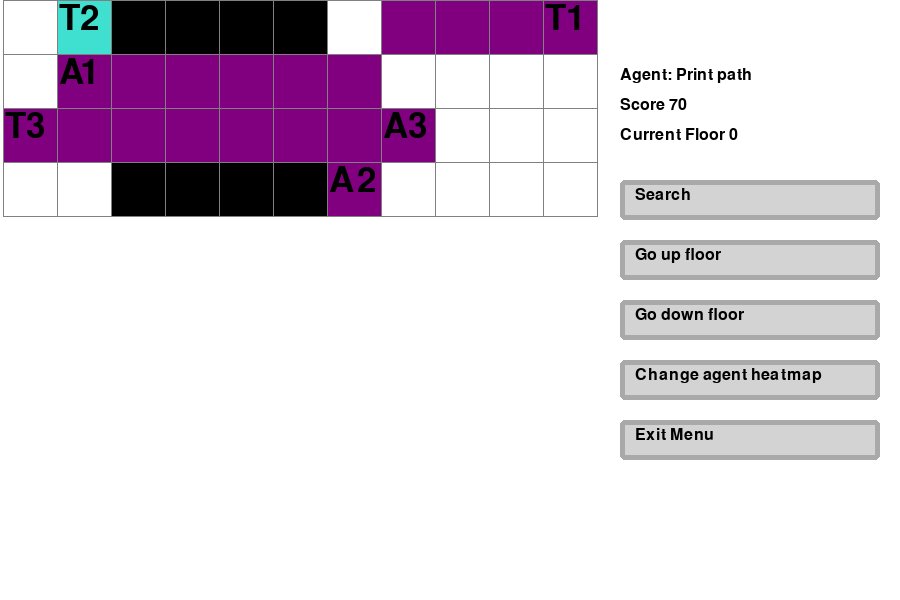 T2
T1
A1
T3
A3
A2
Agent: Print path
Score 70
Current Floor 0
Search
Go up floor
Go down floor
Change agent heatmap
Exit Menu